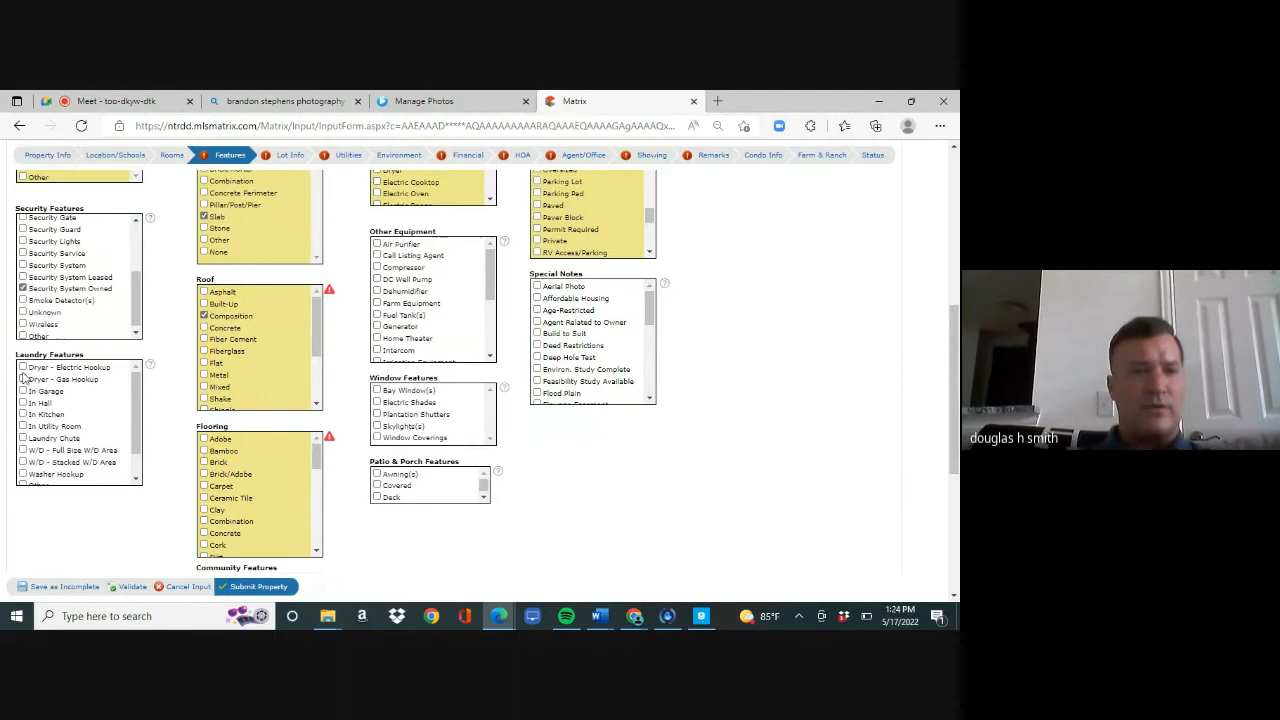 Meet - too-dkyw-dtk
brandon stephens photography
Manage Photos
Matrix
https://ntrdd.mlsmatrix.com/Matrix/Input/InputForm.aspx?c=AAEAAAD*****AQAAAAAAAAARAQAAAEQAAAAGAgAAAAQx...
Property Info
Location/Schools
Rooms
Features
Lot Info
Utilities
Environment
Financial
HOA
Agent/Office
Showing
Remarks
Condo Info
Farm & Ranch
Status
Other
Security Features
Security Gate
Security Guard
Security Lights
Security Service
Security System
Security System Leased
Security System Owned
Smoke Detector(s)
Unknown
Wireless
Other
Laundry Features
Dryer - Electric Hookup
Dryer - Gas Hookup
In Garage
In Hall
In Kitchen
In Utility Room
Laundry Chute
W/D - Full Size W/D Area
W/D - Stacked W/D Area
Washer Hookup
Combination
Concrete Perimeter
Pillar/Post/Pier
Slab
Stone
Other
None
Roof
Asphalt
Built-Up
Composition
Concrete
Fiber Cement
Fiberglass
Flat
Metal
Mixed
Shake
Flooring
Adobe
Bamboo
Brick
Brick/Adobe
Carpet
Ceramic Tile
Clay
Combination
Concrete
Cork
Community Features
Dryer
Electric Cooktop
Electric Oven
Other Equipment
Air Purifier
Call Listing Agent
Compressor
DC Well Pump
Dehumidifier
Farm Equipment
Fuel Tank(s)
Generator
Home Theater
Intercom
Irrigation Equipment
Window Features
Bay Window(s)
Electric Shades
Plantation Shutters
Skylights(s)
Window Coverings
Patio & Porch Features
Awning(s)
Covered
Deck
Oversized
Parking Lot
Parking Pad
Paved
Paver Block
Permit Required
Private
RV Access/Parking
Special Notes
Aerial Photo
Affordable Housing
Age-Restricted
Agent Related to Owner
Build to Suit
Deed Restrictions
Deep Hole Test
Environ. Study Complete
Feasibility Study Available
Flood Plain
Save as Incomplete
Validate
Cancel Input
Submit Property
Type here to search
85°F
1:24 PM
5/17/2022
douglas h smith